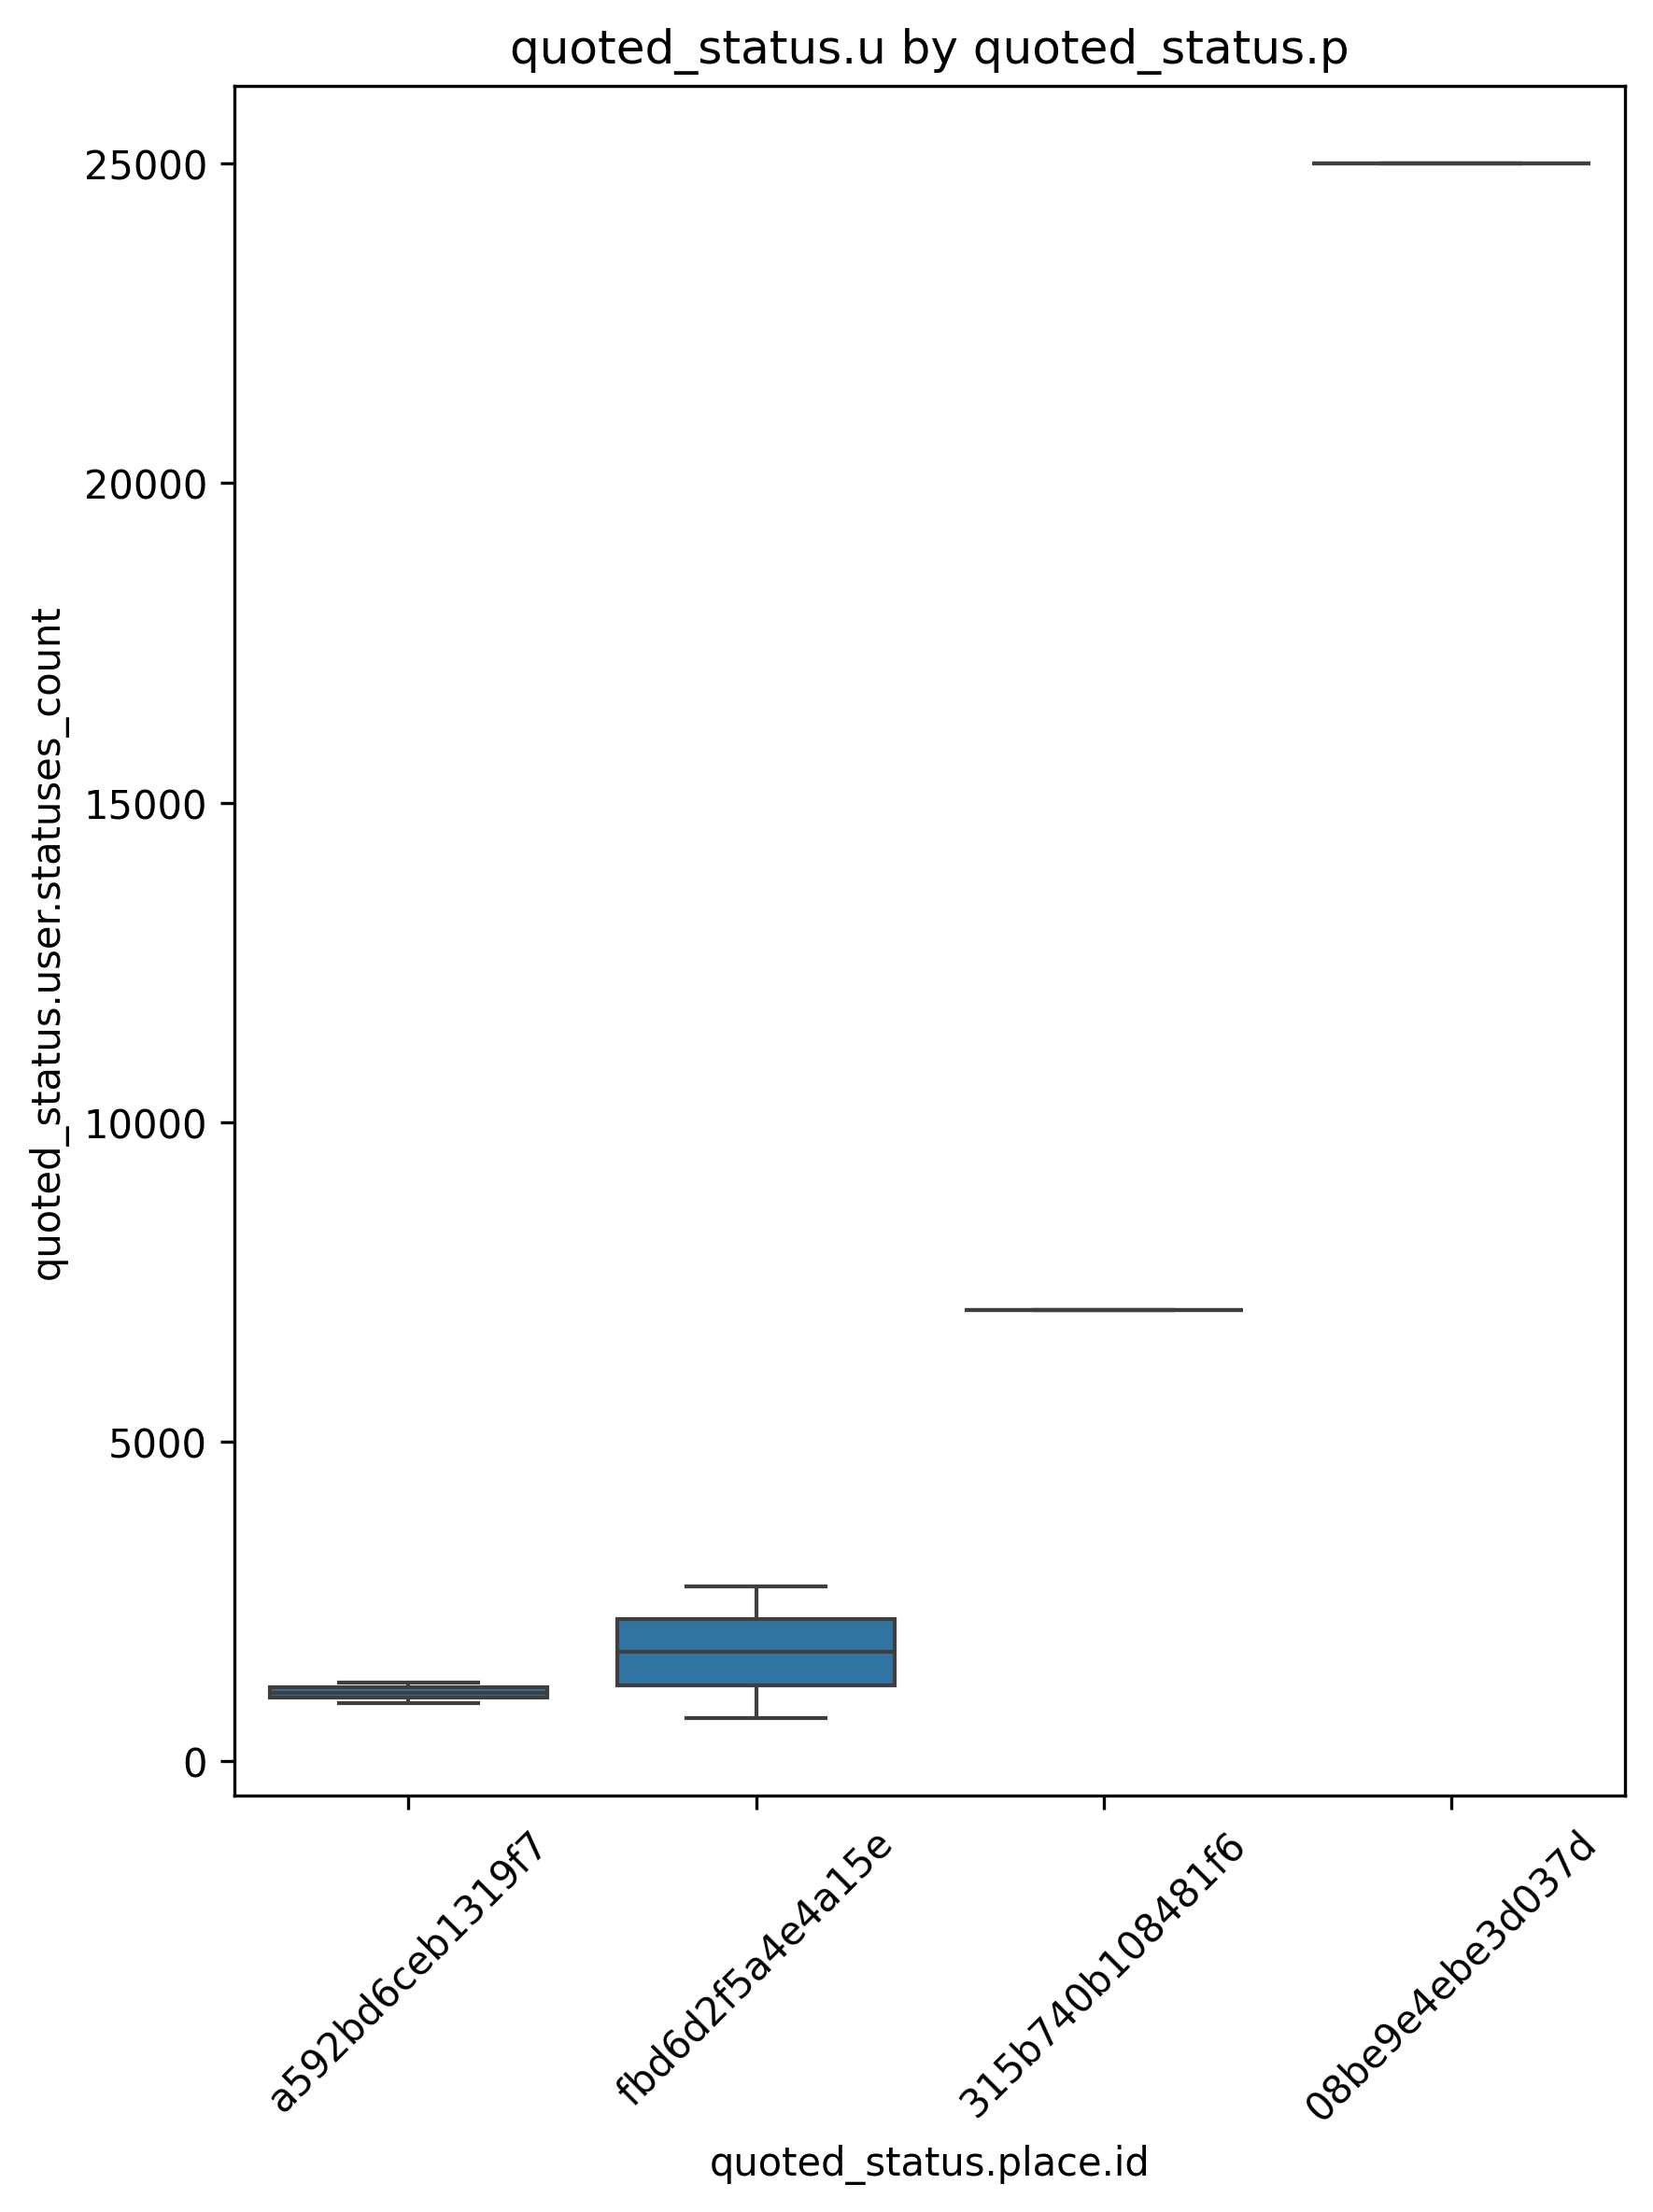 quoted_status.u by quoted_status.p
quoted_status.user.statuses_count
25000
20000
15000
10000
5000
0
a592bd6ceb1319f7
fbd6d2f5a4e4a15e
315b740b108481f6
08be9e4ebe3d037d
quoted_status.place.id